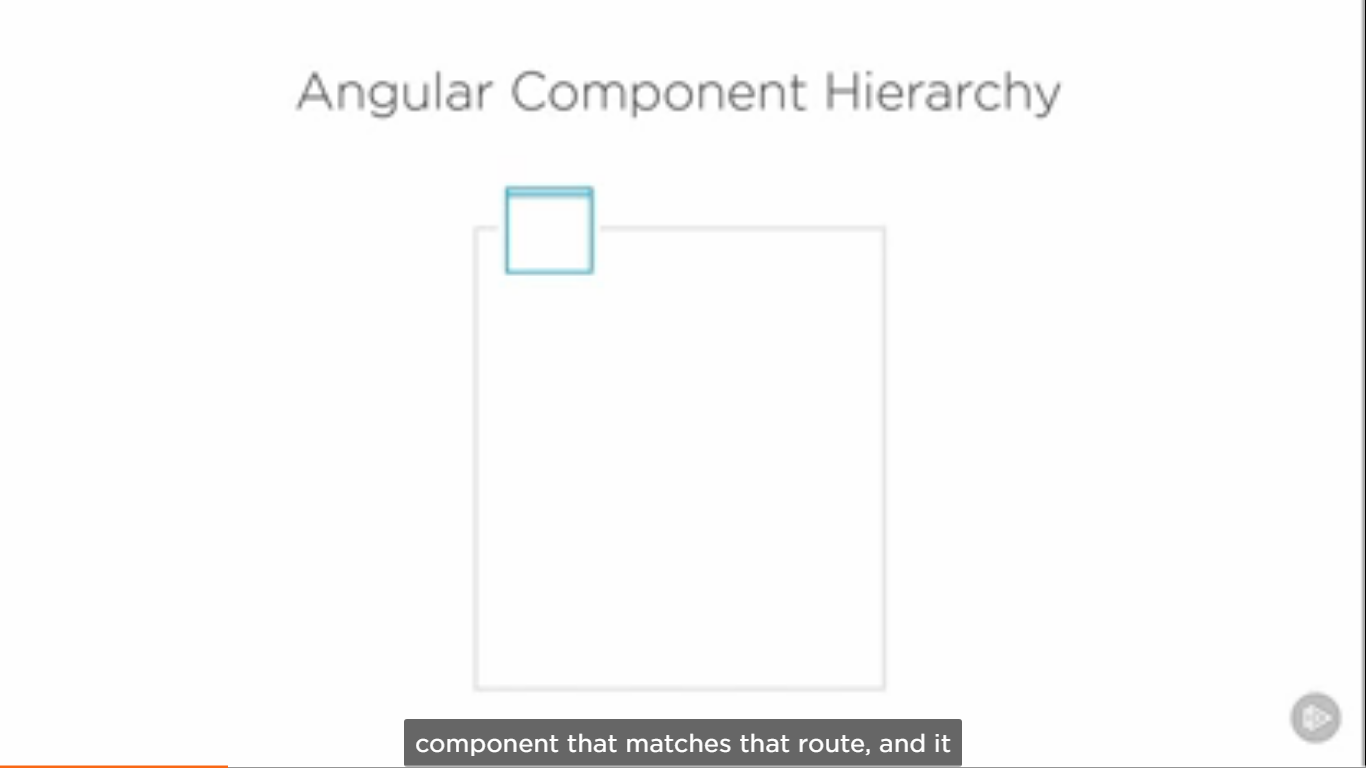 Angular Component Hierarchy
component that matches that route, and it